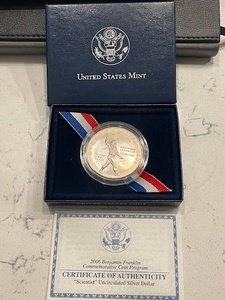 UNITED STATES MINT
2006 Benjamin Franklin
Commemorative Coin Program
CERTIFICATE OF AUTHENTICITY
"Scientist" Uncirculated Silver Dollar